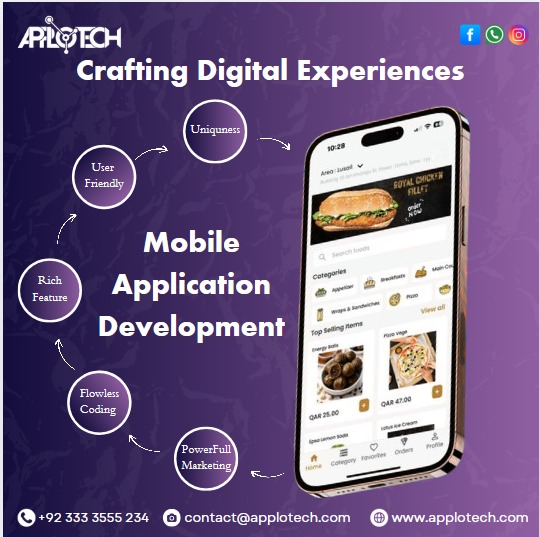 APPLOTECH
Crafting Digital Experiences
Uniquness
User
Friendly
Rich
Feature
Flowless
Coding
PowerFull
Marketing
Mobile
Application
Development
10:28
Area : Lusail
ROYAL CHICKEN
FILLET
order
NOW
Search foods
Categories
Appetizer
Breakfasts
Main Co
Wraps & Sandwiches
Pizza
View all
Top Selling Items
Energy Balls
Pizza Vege
QAR 25.00
QAR 47.00
Epsa Lemon Soda
Lotus Ice Cream
Home
Category
Favorites
Orders
Profile
+92 333 3555 234
contact@applotech.com
www.applotech.com